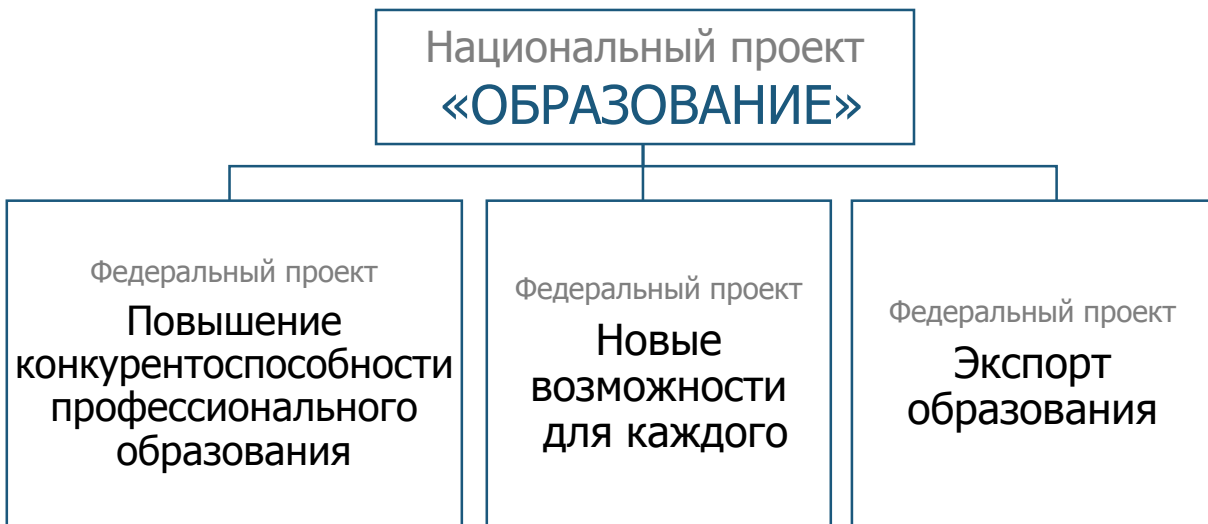 Национальный проект
«ОБРАЗОВАНИЕ»
Федеральный проект
Повышение
конкурентоспособности
профессионального
образования
Федеральный проект
Новые
возможности
для каждого
Федеральный проект
Экспорт
образования